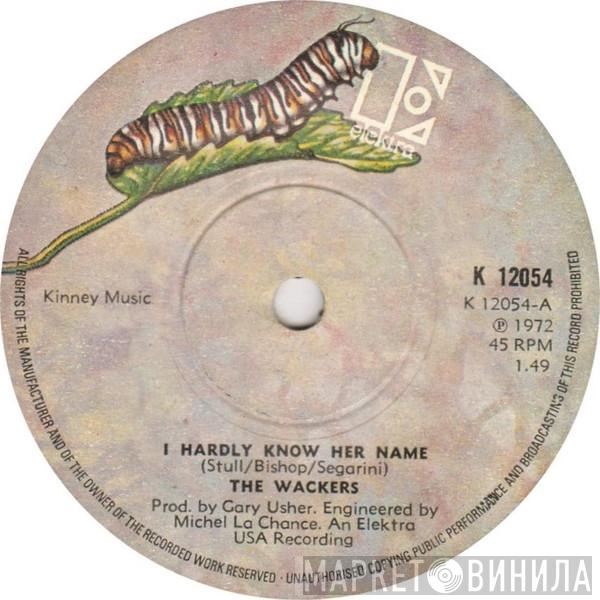 elektra
K 12054
Kinney Music
K 12054-A
℗ 1972
45 RPM
1.49
I HARDLY KNOW HER NAME
(Stull/Bishop/Segarini)
THE WACKERS
Prod. by Gary Usher. Engineered by
Michel La Chance. An Elektra
USA Recording
ALL RIGHTS OF THE MANUFACTURER AND OF THE OWNER OF THE RECORDED WORK RESERVED - UNAUTHORISED COPYING PUBLIC PERFORMANCE AND BROADCASTING OF THIS RECORD PROHIBITED
МАРКЕТ ВИНИЛА